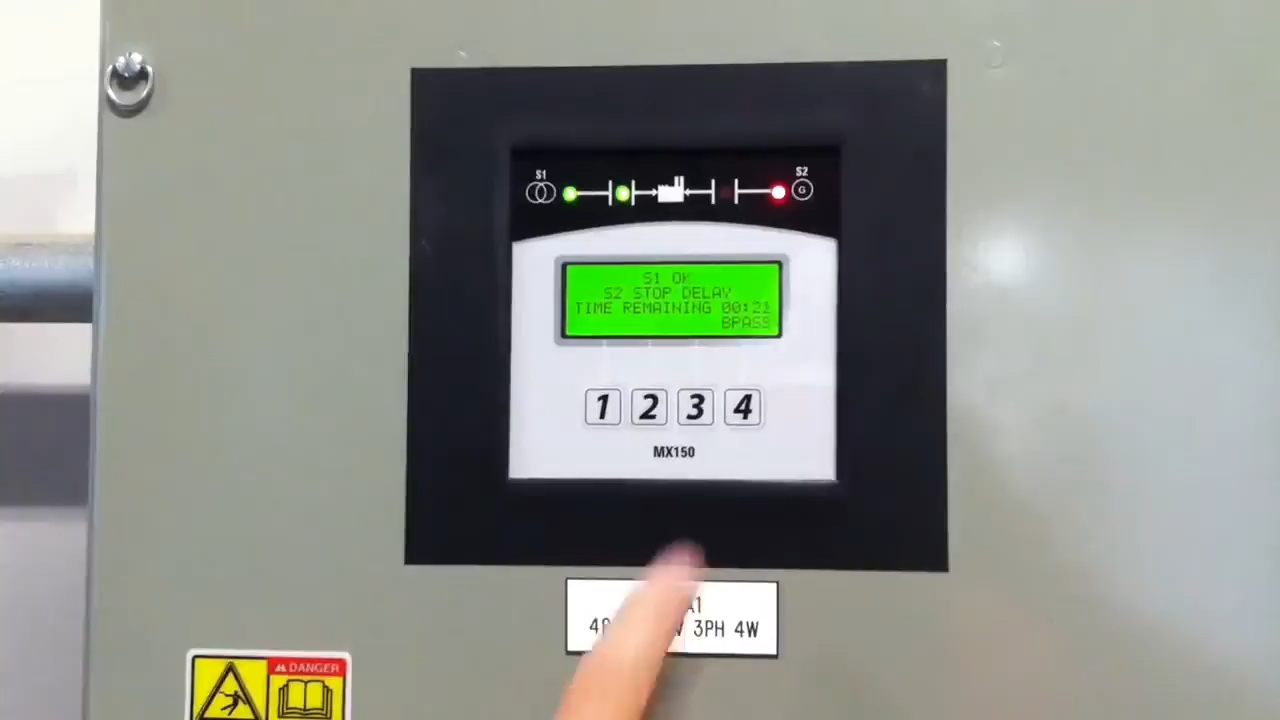 S1
S2
G
S1 OK
S2 STOP DELAY
TIME REMAINING 00:21
BPASS
1 2 3 4
MX150
3PH 4W
DANGER